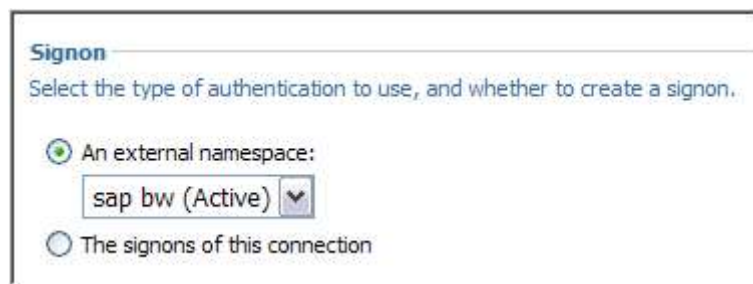 Signon
Select the type of authentication to use, and whether to create a signon.
An external namespace:
sap bw (Active)
The signons of this connection